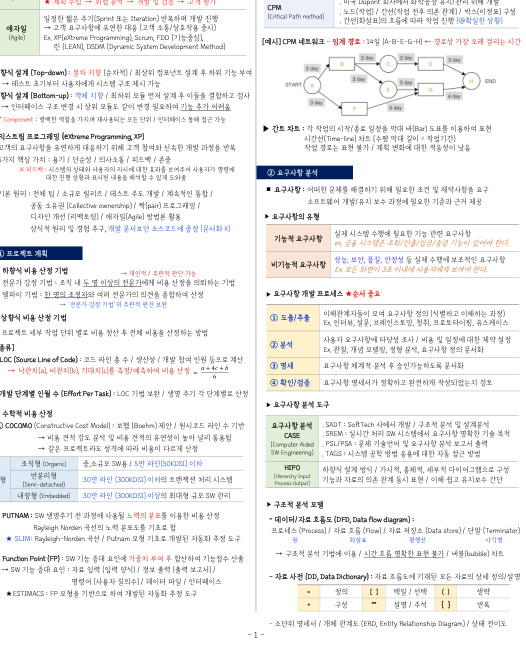 ★ 계획 수립 → 위험 분석 → 개발 및 검증 → 고객 평가
애자일
(Agile)
일정한 짧은 주기(Sprint 또는 Iteration) 반복하며 개발 진행
→ 고객 요구사항에 유연한 대응 (고객 소통/상호작용 중시)
Ex. XP(eXtreme Programming), Scrum, FDD (기능중심),
린 (LEAN), DSDM (Dynamic System Development Method)
향식 설계 (Top-down) : 절차 지향 (순차적) / 최상위 컴포넌트 설계 후 하위 기능 부여
→ 테스트 초기부터 사용자에게 시스템 구조 제시 가능
향식 설계 (Bottom-up) : 객체 지향 / 최하위 모듈 먼저 설계 후 이들을 결합하고 검사
→ 인터페이스 구조 변경 시 상위 모듈도 같이 변경 필요하여 기능 추가 어려움
* Component : 명백한 역할을 가지며 재사용되는 모든 단위 / 인터페이스 통해 접근 가능
익스트림 프로그래밍 (eXtreme Programming, XP)
고객의 요구사항을 유연하게 대응하기 위해 고객 참여와 신속한 개발 과정을 반복
5가지 핵심 가치 : 용기 / 단순성 / 의사소통 / 피드백 / 존중
※ 피드백 : 시스템의 상태와 사용자의 지시에 대한 효과를 보여주어 사용자가 명령에
대한 진행 상황과 표시된 내용을 해석할 수 있게 도와줌
기본 원리 : 전체 팀 / 소규모 릴리즈 / 테스트 주도 개발 / 계속적인 통합 /
공동 소유권 (Collective ownership) / 짝(pair) 프로그래밍 /
디자인 개선 (리팩토링) / 애자일(Agile) 방법론 활용
상식적 원리 및 경험 추구, 개발 문서보단 소스코드에 중점 (문서화 X)
프로젝트 계획
하향식 비용 산정 기법 → 개인적 / 주관적 판단 가능
전문가 감정 기법 : 조직 내 두 명 이상의 전문가에게 비용 산정을 의뢰하는 기법
델파이 기법 : 한 명의 조정자와 여러 전문가의 의견을 종합하여 산정
→ '전문가 감정 기법'의 주관적 편견 보완
상향식 비용 산정 기법
프로젝트 세부 작업 단위 별로 비용 정산 후 전체 비용을 산정하는 방법
종류]
LOC (Source Line of Code) : 코드 라인 총 수 / 생산성 / 개발 참여 인원 등으로 계산
→ 낙관치(a), 비관치(b), 기대치(c)를 측정/예측하여 비용 산정 = a+4c+b / 6
개발 단계별 인월 수 (Effort Per Task) : LOC 기법 보완 / 생명 주기 각 단계별로 산정
수학적 비용 산정
COCOMO (Constructive Cost Model) : 보헴 (Boehm) 제안 / 원시코드 라인 수 기반
→ 비용 견적 강도 분석 및 비용 견적의 유연성이 높아 널리 통용됨
→ 같은 프로젝트라도 성격에 따라 비용이 다르게 산정
조직형 (Organic) 중,소규모 SW용 / 5만 라인(50KDSI) 이하
형 반분리형 (Semi-detached) 30만 라인 (300KDSI) 이하의 트랜잭션 처리 시스템
내장형 (Embedded) 30만 라인 (300KDSI) 이상의 최대형 규모 SW 관리
PUTNAM : SW 생명주기 전 과정에 사용될 노력의 분포를 이용한 비용 산정
Rayleigh Norden 곡선의 노력 분포도를 기초로 함
★ SLIM : Rayleigh-Norden 곡선 / Putnam 모형 기초로 개발된 자동화 추정 도구
Function Point (FP) : SW 기능 증대 요인에 가중치 부여 후 합산하여 기능점수 산출
→ SW 기능 증대 요인 : 자료 입력 (입력 양식) / 정보 출력 (출력 보고서) /
명령어 (사용자 질의수) / 데이터 파일 / 인터페이스
★ESTIMACS : FP 모형을 기반으로 하여 개발된 자동화 추정 도구
CPM
(Critical Path method)
. 미국 Dupont 회사에서 화학공장 유지/관리 위해 개발
. 노드(작업) / 간선(작업 전후 의존 관계) / 박스(이정표) 구성
. 간선(화살표)의 흐름에 따라 작업 진행 (@확실한 상황)
[예시] CPM 네트워크 - 임계 경로 : 14일 (A-B-E-G-H) ← 경로상 가장 오래 걸리는 시간
START A B C D E F G H END
2 day
3 day
▶ 간트 차트 : 각 작업의 시작/종료 일정을 막대 바(Bar) 도표를 이용하여 표현
시간선(Time-line) 차트 (수평 막대 길이 = 작업기간)
작업 경로는 표현 불가 / 계획 변화에 대한 적응성이 낮음
② 요구사항 분석
■ 요구사항 : 어떠한 문제를 해결하기 위해 필요한 조건 및 제약사항을 요구
소프트웨어 개발/유지 보수 과정에 필요한 기준과 근거 제공
▶ 요구사항의 유형
기능적 요구사항
실제 시스템 수행에 필요한 기능 관련 요구사항
ex. 금융 시스템은 조회/인출/입금/송금 기능이 있어야 한다.
비기능적 요구사항
성능, 보안, 품질, 안정성 등 실제 수행에 보조적인 요구사항
Ex. 모든 화면이 3초 이내에 사용자에게 보여야 한다.
▶ 요구사항 개발 프로세스 ★순서 중요
① 도출/추출
이해관계자들이 모여 요구사항 정의 (식별하고 이해하는 과정)
Ex. 인터뷰, 설문, 브레인스토밍, 청취, 프로토타이핑, 유스케이스
② 분석
사용자 요구사항에 타당성 조사 / 비용 및 일정에 대한 제약 설정
Ex. 관찰, 개념 모델링, 정형 분석, 요구사항 정의 문서화
③ 명세 요구사항 체계적 분석 후 승인가능하도록 문서화
④ 확인/검증 요구사항 명세서가 정확하고 완전하게 작성되었는지 검토
▶ 요구사항 분석 도구
요구사항 분석
CASE
(Computer Aided
SW Engineering)
. SADT : SoftTech 사에서 개발 / 구조적 분석 및 설계분석
. SREM : 실시간 처리 SW 시스템에서 요구사항 명확한 기술 목적
. PSL/PSA : 문제 기술언어 및 요구사항 분석 보고서 출력
. TAGS : 시스템 공학 방법 응용에 대한 자동 접근 방법
HIPO
(Hierarchy Input
Process Output)
하향식 설계 방식 / 가시적, 총체적, 세부적 다이어그램으로 구성
기능과 자료의 의존 관계 동시 표현 / 이해 쉽고 유지보수 간단
▶ 구조적 분석 모델
- 데이터/자료 흐름도 (DFD, Data flow diagram) :
프로세스 (Process) / 자료 흐름 (Flow) / 자료 저장소 (Data store) / 단말 (Terminator)
원 화살표 평행선 사각형
→ 구조적 분석 기법에 이용 / 시간 흐름 명확한 표현 불가 / 버블(bubble) 차트
- 자료 사전 (DD, Data Dictionary) : 자료 흐름도에 기재된 모든 자료의 상세 정의/설명
= 정의 [ | ] 택일 / 선택 ( ) 생략
+ 구성 ** 설명 / 주석 { } 반복
- 소단위 명세서 / 개체 관계도 (ERD, Entity Relationship Diagram) / 상태 전이도
- 1 -